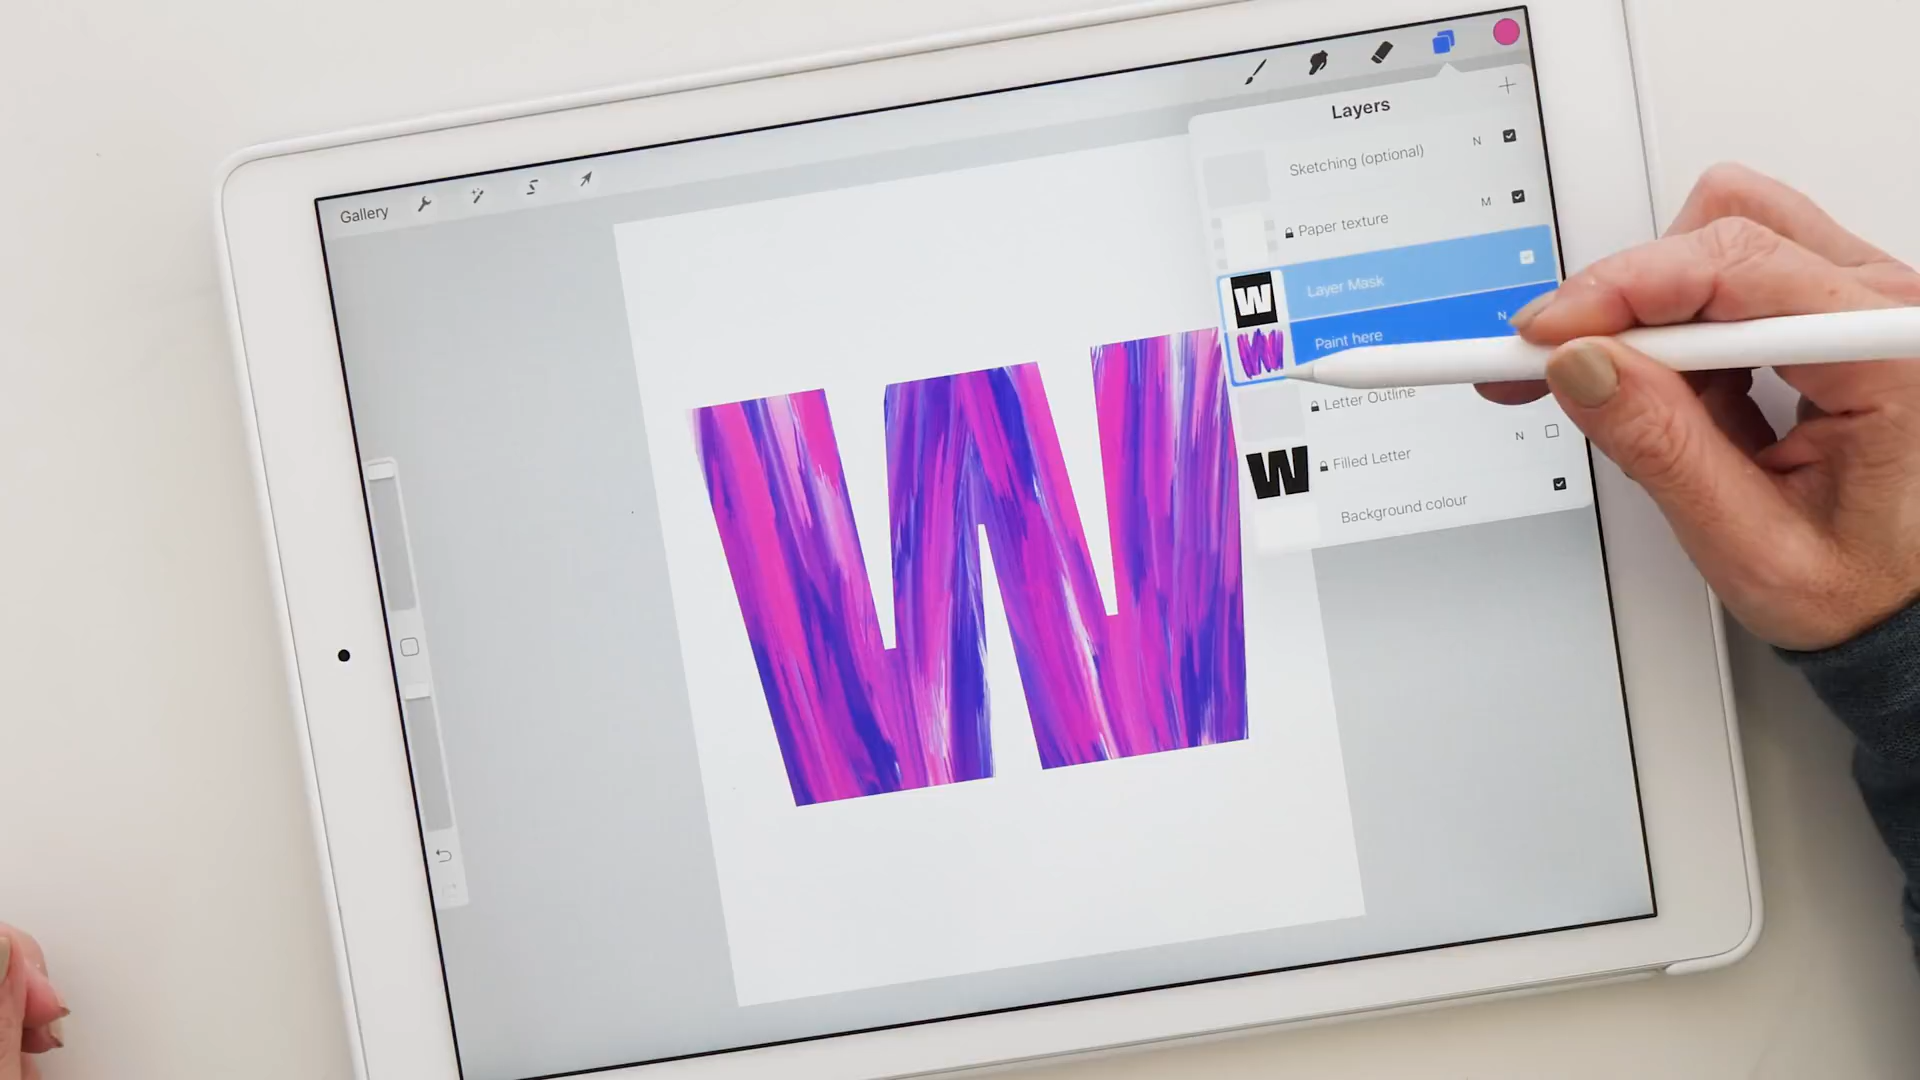 Gallery
Layers
Sketching (optional) N
Paper texture M
W Layer Mask
W Paint here N
Letter Outline
W Filled Letter N
Background colour
W